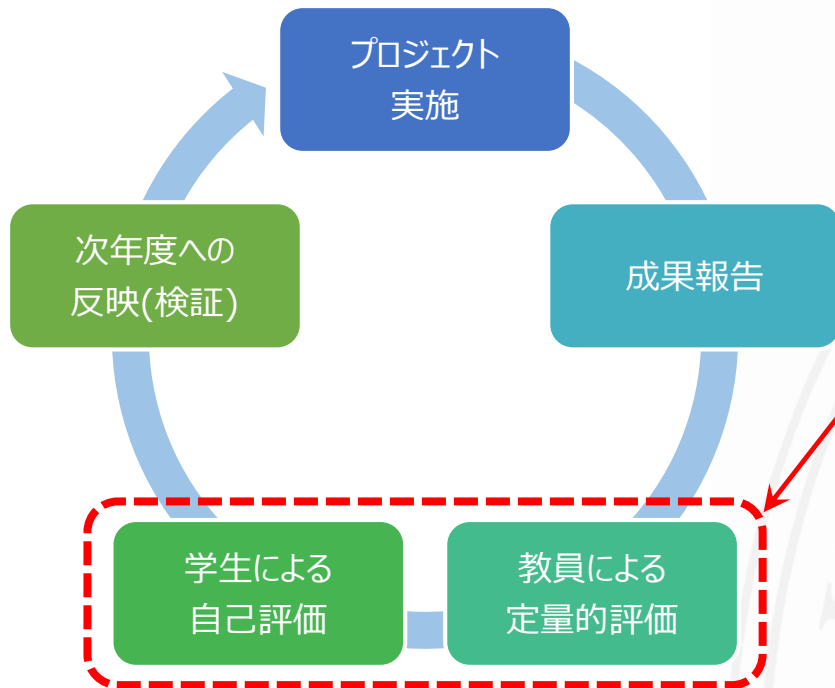 プロジェクト
実施
成果報告
教員による
定量的評価
学生による
自己評価
次年度への
反映(検証)